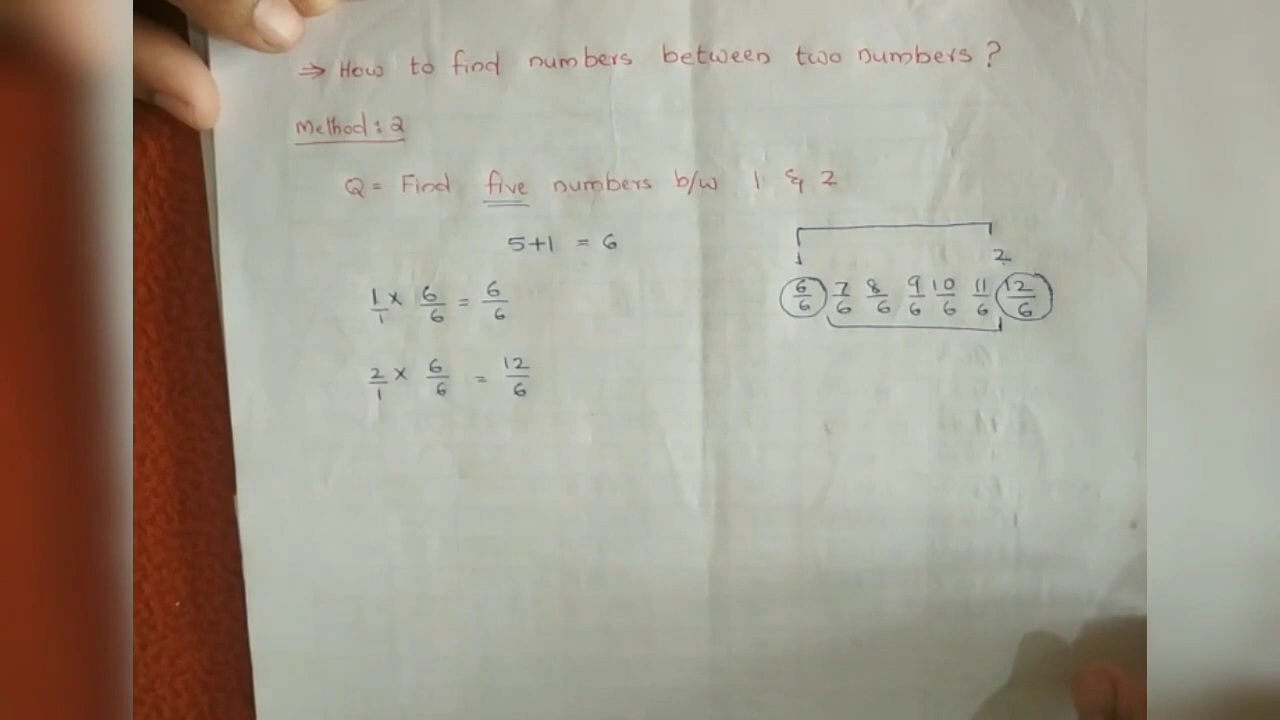 ⇒ How to find numbers between two numbers?
Method: 2
Q = Find five numbers b/w 1 & 2
5+1 = 6
1/1 × 6/6 = 6/6
2/1 × 6/6 = 12/6
2
6/6 7/6 8/6 9/6 10/6 11/6 12/6